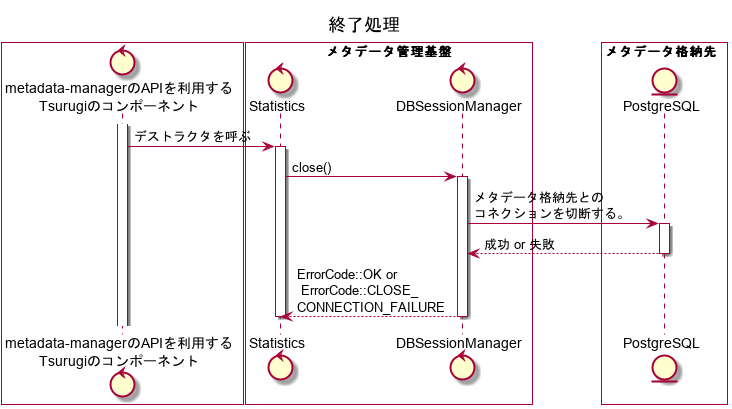 終了処理
メタデータ管理基盤
メタデータ格納先
metadata-managerのAPIを利用する
Tsurugiのコンポーネント
Statistics
DBSessionManager
PostgreSQL
デストラクタを呼ぶ
close()
メタデータ格納先との
コネクションを切断する。
成功 or 失敗
ErrorCode::OK or
ErrorCode::CLOSE_
CONNECTION_FAILURE
metadata-managerのAPIを利用する
Tsurugiのコンポーネント
Statistics
DBSessionManager
PostgreSQL